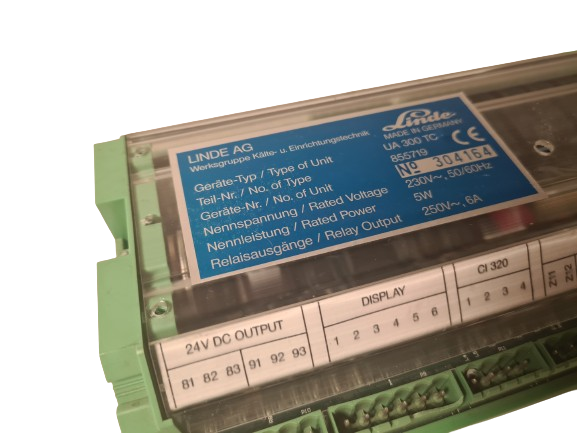 LINDE AG
Werksgruppe Kälte- u. Einrichtungstechnik
Linde
MADE IN GERMANY
Geräte-Typ / Type of Unit UA 300 TC
Teil-Nr. / No. of Type 855719
Geräte-Nr. / No. of Unit Nº 304164
Nennspannung / Rated Voltage 230V~, 50/60Hz
Nennleistung / Rated Power 5W
Relaisausgänge / Relay Output 250V~, 6A
CE
24V DC OUTPUT
81 82 83 91 92 93
DISPLAY
1 2 3 4 5 6
CI 320
1 2 3 4
Z31 Z32